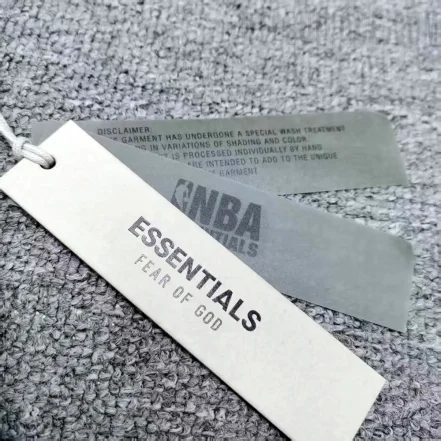 DISCLAIMER:
GARMENT HAS UNDERGONE A SPECIAL WASH TREATMENT
IN VARIATIONS OF SHADING AND COLOR.
IS PROCESSED INDIVIDUALLY BY HAND
ARE INTENDED TO ADD TO THE UNIQUE
GARMENT.
NBA
ESSENTIALS
FEAR OF GOD